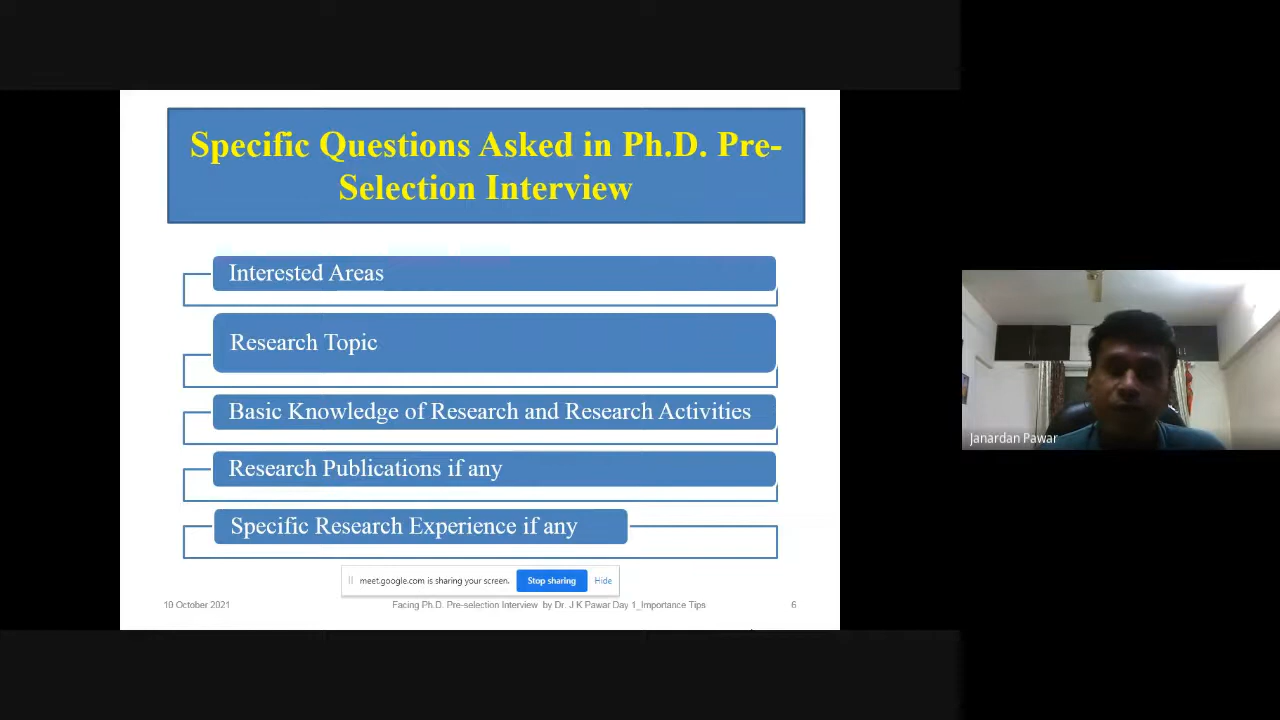 Specific Questions Asked in Ph.D. Pre-
Selection Interview
Interested Areas
Research Topic
Basic Knowledge of Research and Research Activities
Research Publications if any
Specific Research Experience if any
meet.google.com is sharing your screen.
Stop sharing
Hide
10 October 2021
Facing Ph.D. Pre-selection Interview by Dr. J K Pawar Day 1_Importance Tips
6
Janardan Pawar